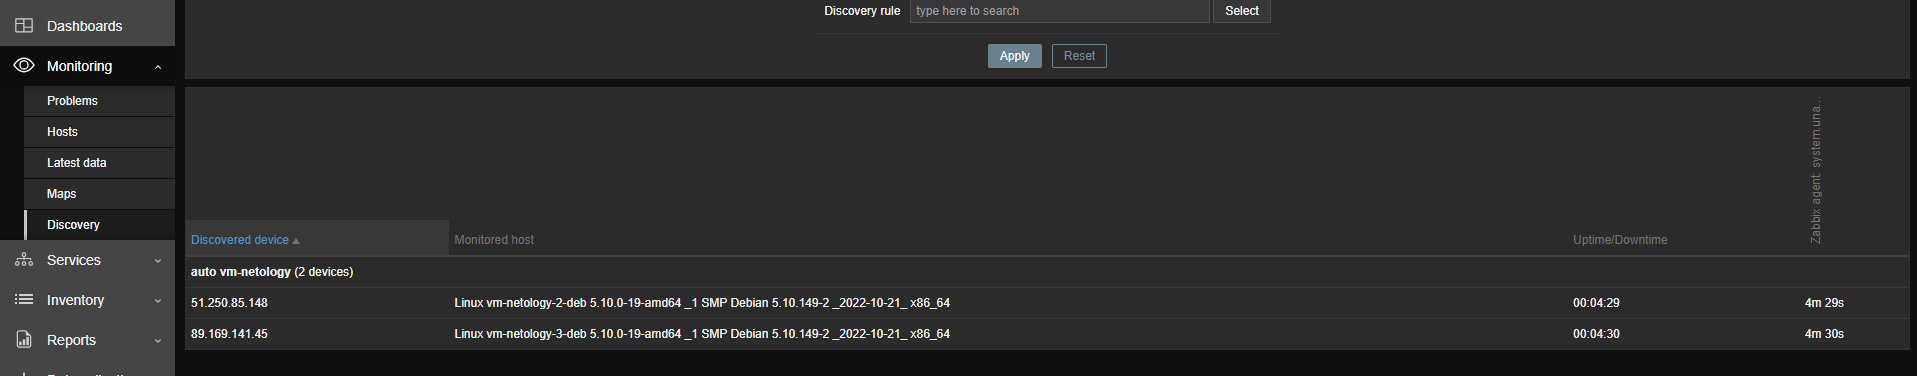 Dashboards
Monitoring
Problems
Hosts
Latest data
Maps
Discovery
Services
Inventory
Reports
Discovery rule type here to search Select
Apply Reset
Discovered device Monitored host Uptime/Downtime Zabbix agent: system.una...
auto vm-netology (2 devices)
51.250.85.148 Linux vm-netology-2-deb 5.10.0-19-amd64 _1 SMP Debian 5.10.149-2 _2022-10-21_ x86_64 00:04:29 4m 29s
89.169.141.45 Linux vm-netology-3-deb 5.10.0-19-amd64 _1 SMP Debian 5.10.149-2 _2022-10-21_ x86_64 00:04:30 4m 30s